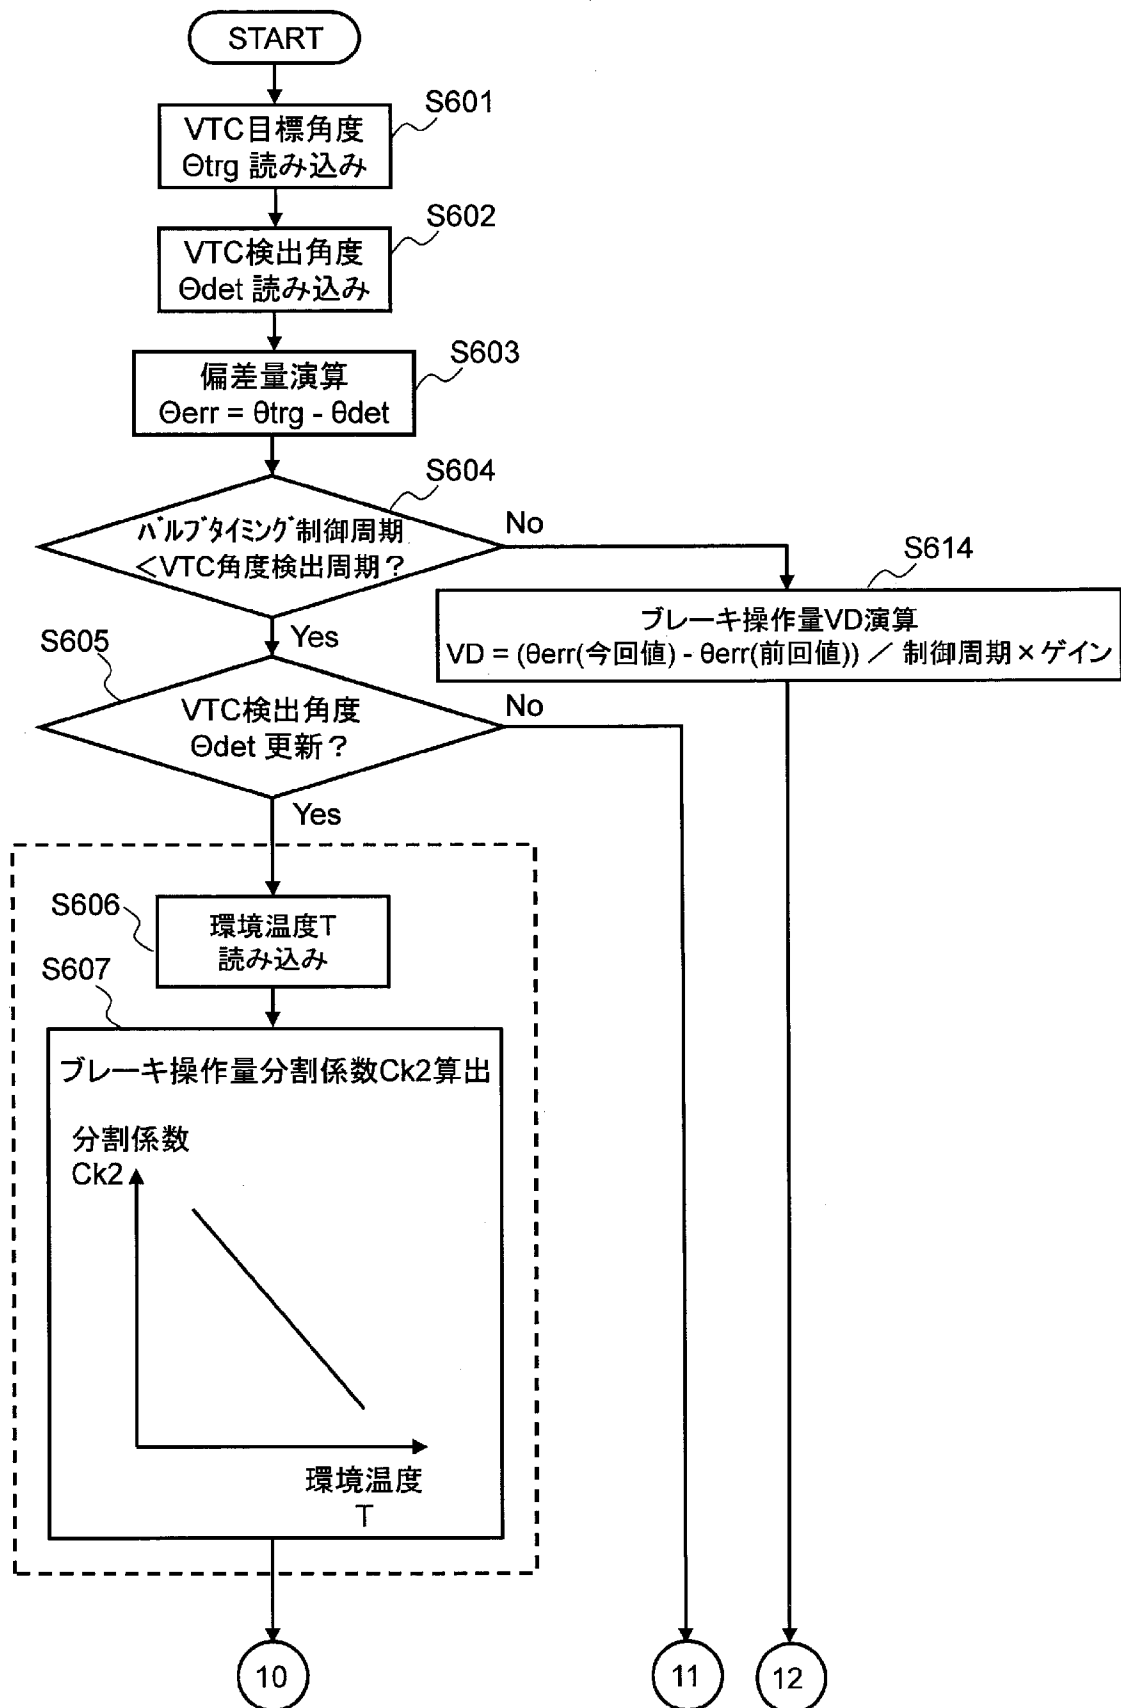 START
S601
VTC目標角度
Θtrg 読み込み
S602
VTC検出角度
Θdet 読み込み
S603
偏差量演算
Θerr = θtrg - θdet
S604
バルブタイミング制御周期
<VTC角度検出周期?
No
Yes
S614
ブレーキ操作量VD演算
VD = (θerr(今回値) - θerr(前回値)) / 制御周期×ゲイン
S605
VTC検出角度
Θdet 更新?
No
Yes
S606
環境温度T
読み込み
S607
ブレーキ操作量分割係数Ck2算出
分割係数
Ck2
環境温度
T
10
11
12